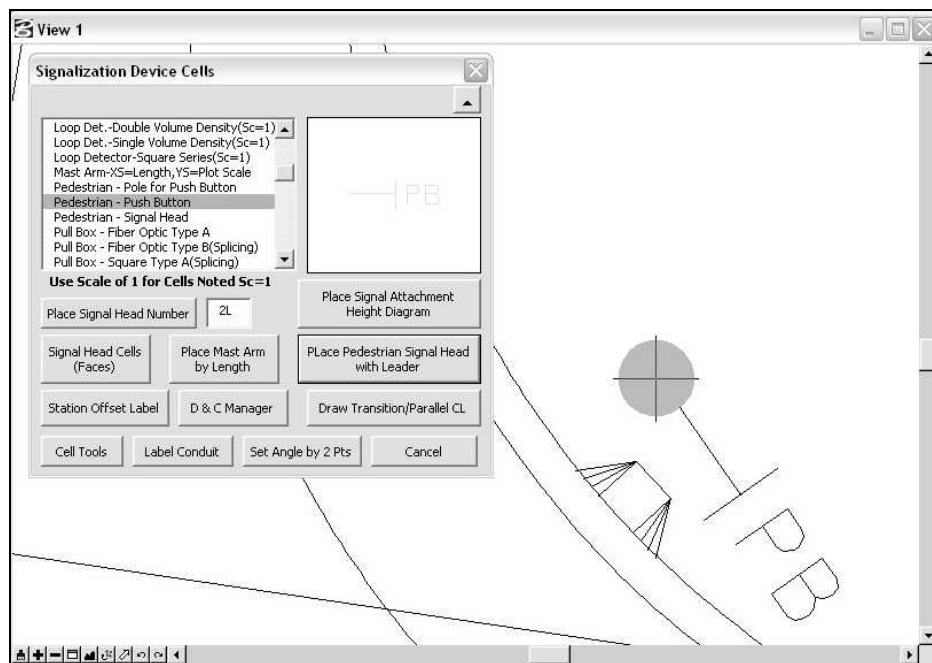 View 1
Signalization Device Cells
Loop Det.-Double Volume Density(Sc=1)
Loop Det.-Single Volume Density(Sc=1)
Loop Detector-Square Series(Sc=1)
Mast Arm-XS=Length,YS=Plot Scale
Pedestrian - Pole for Push Button
Pedestrian - Push Button
Pedestrian - Signal Head
Pull Box - Fiber Optic Type A
Pull Box - Fiber Optic Type B(Splicing)
Pull Box - Square Type A(Splicing)
PB
Use Scale of 1 for Cells Noted Sc=1
Place Signal Head Number
2L
Place Signal Attachment
Height Diagram
Signal Head Cells
(Faces)
Place Mast Arm
by Length
PLace Pedestrian Signal Head
with Leader
Station Offset Label
D & C Manager
Draw Transition/Parallel CL
Cell Tools
Label Conduit
Set Angle by 2 Pts
Cancel
PB